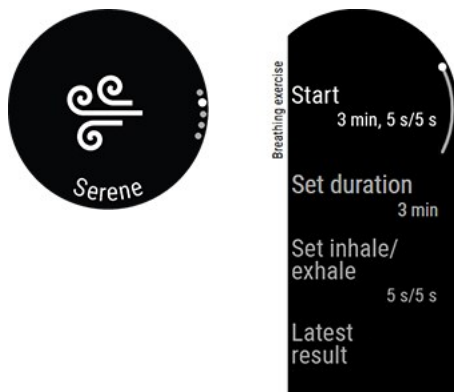 Serene
Breathing exercise
Start
3 min, 5 s/5 s
Set duration
3 min
Set inhale/
exhale
5 s/5 s
Latest
result